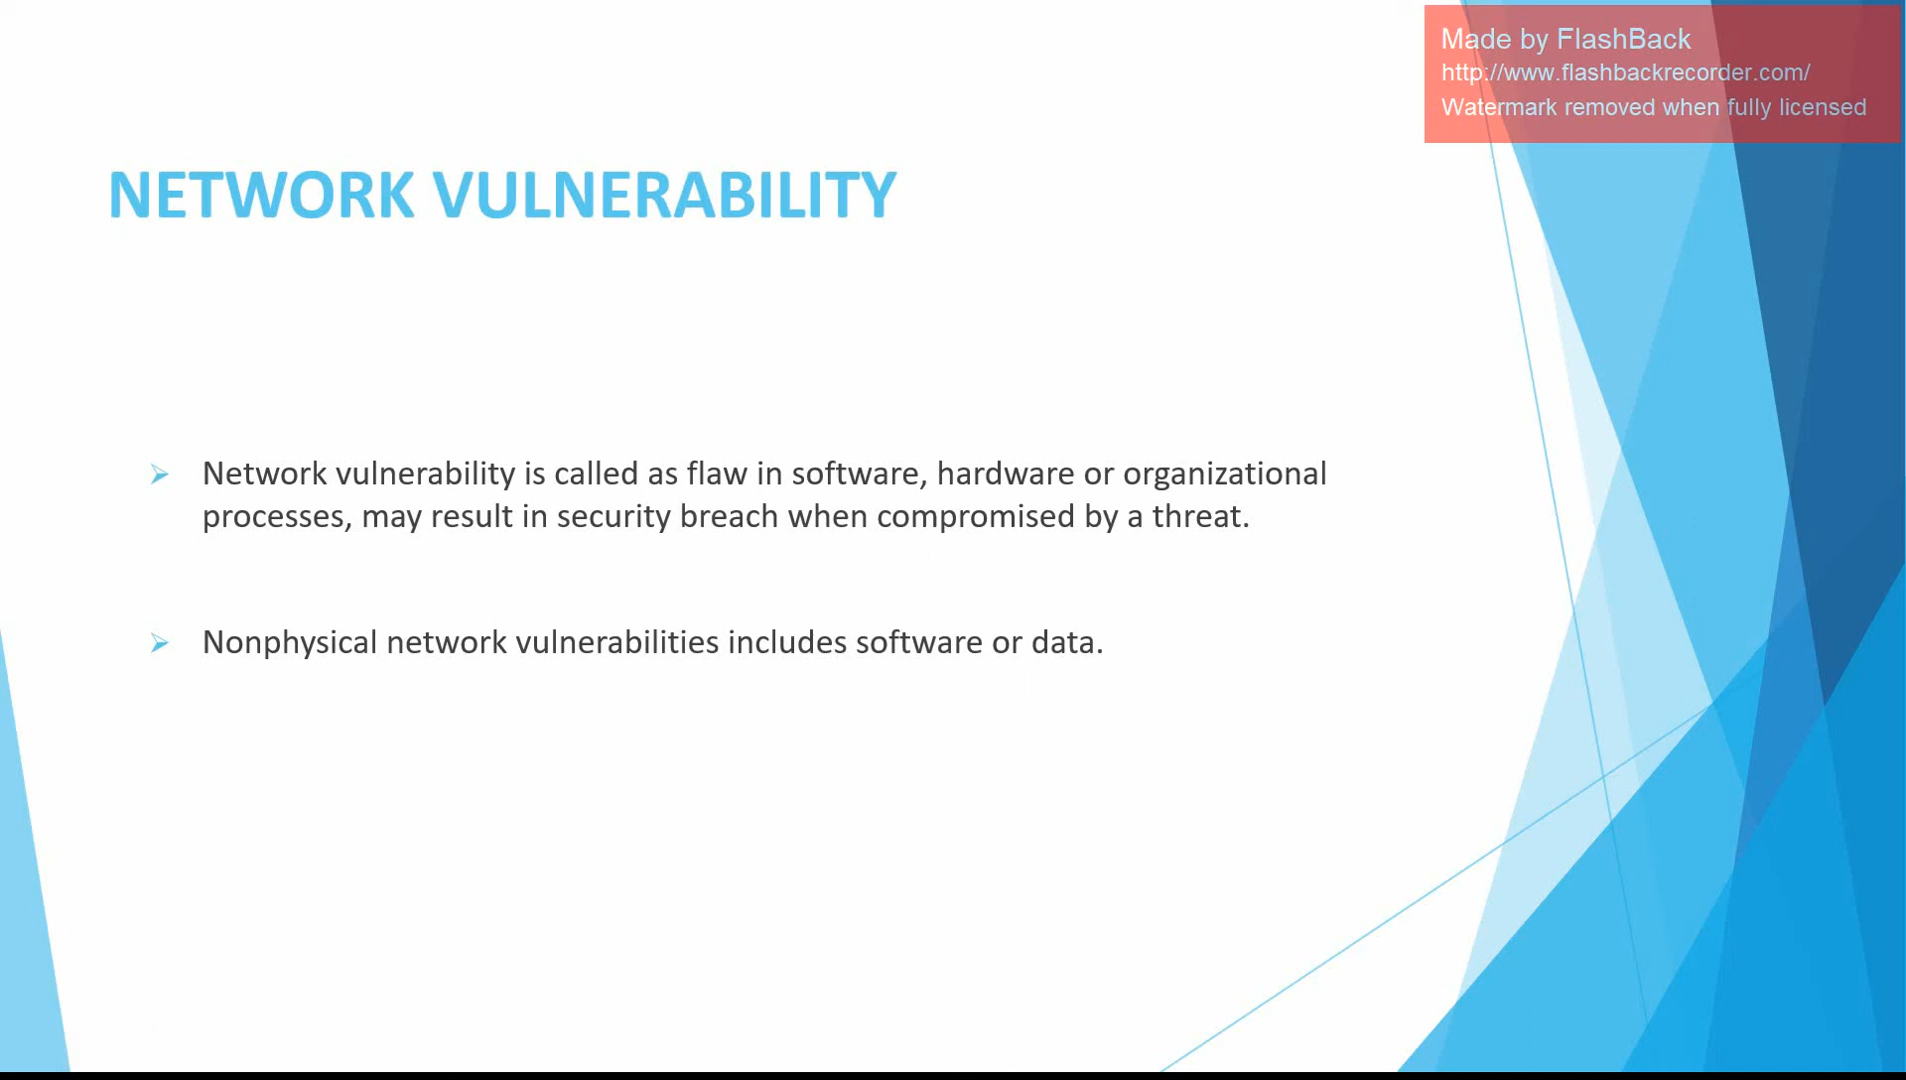 Made by FlashBack
http://www.flashbackrecorder.com/
Watermark removed when fully licensed
NETWORK VULNERABILITY
Network vulnerability is called as flaw in software, hardware or organizational
processes, may result in security breach when compromised by a threat.
Nonphysical network vulnerabilities includes software or data.